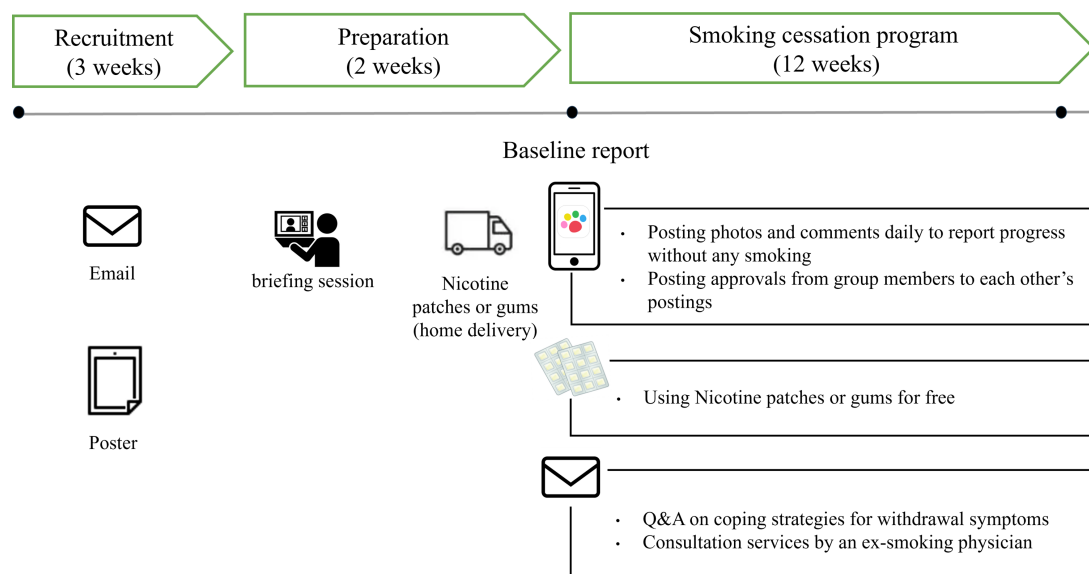 Recruitment
(3 weeks)
Preparation
(2 weeks)
Smoking cessation program
(12 weeks)
Baseline report
Email
briefing session
Nicotine
patches or gums
(home delivery)
Poster
• Posting photos and comments daily to report progress
without any smoking
• Posting approvals from group members to each other’s
postings
• Using Nicotine patches or gums for free
• Q&A on coping strategies for withdrawal symptoms
• Consultation services by an ex-smoking physician